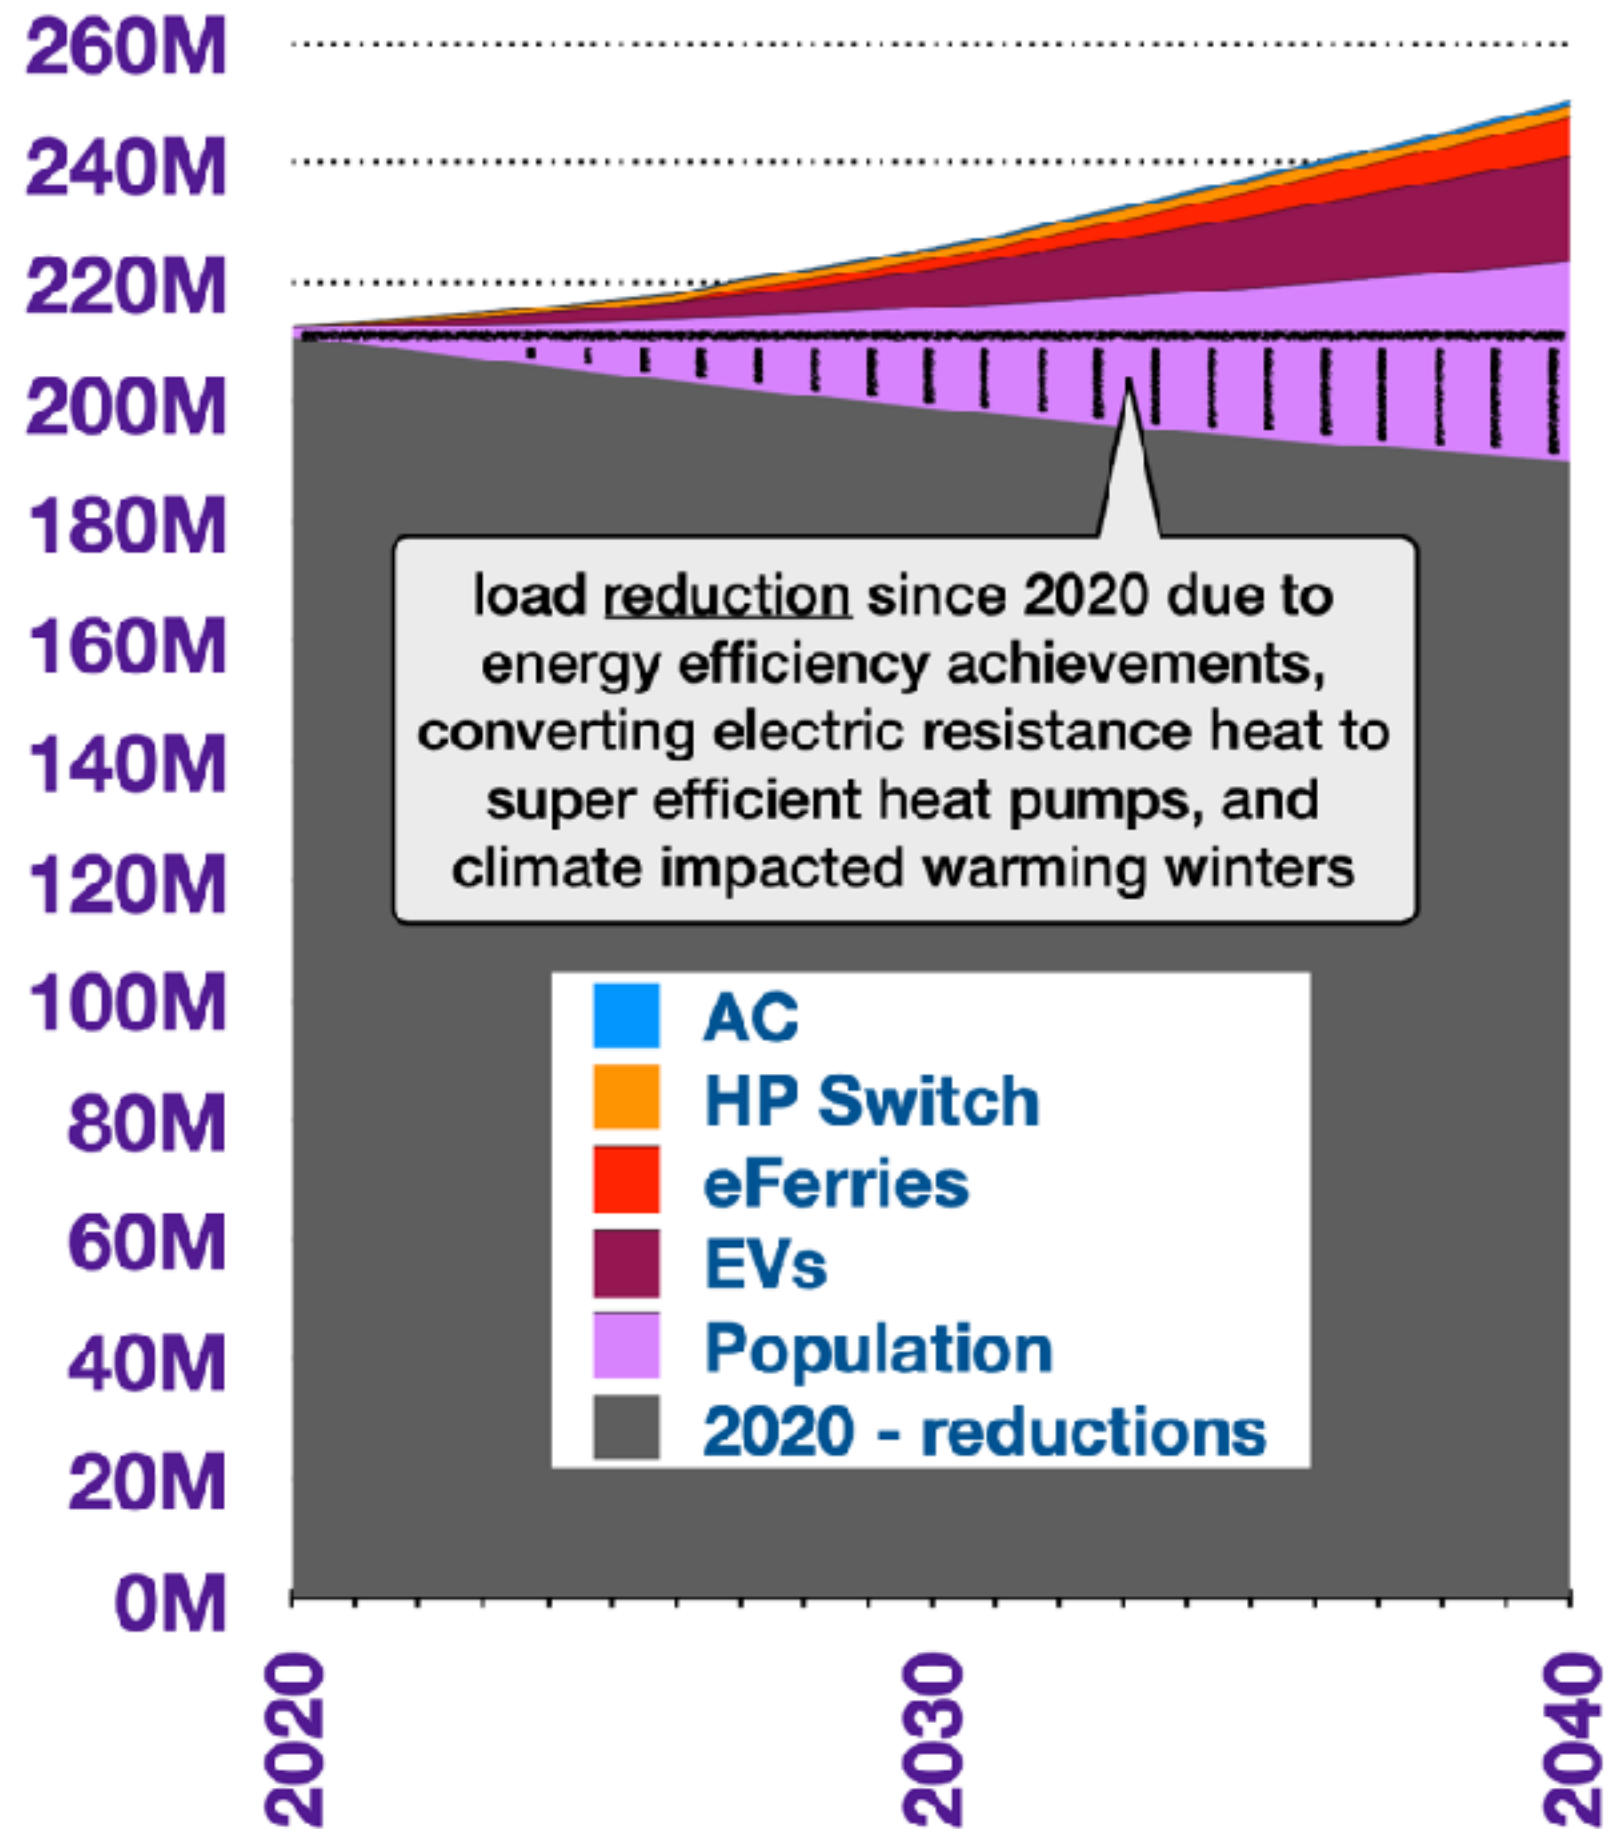 260M
240M
220M
200M
180M
160M
140M
120M
100M
80M
60M
40M
20M
0M
load reduction since 2020 due to
energy efficiency achievements,
converting electric resistance heat to
super efficient heat pumps, and
climate impacted warming winters
AC
HP Switch
eFerries
EVs
Population
2020 - reductions
2020
2030
2040